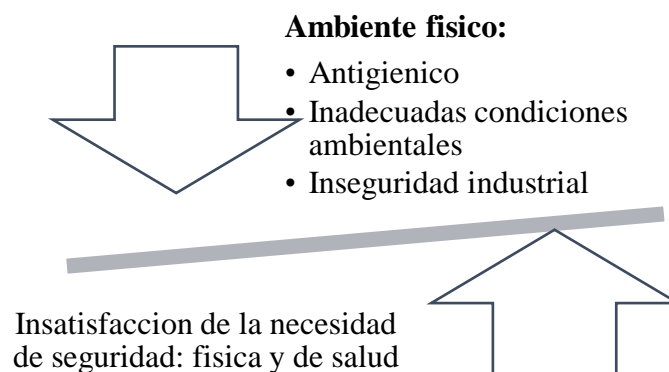 Ambiente fisico:
• Antigienico
• Inadecuadas condiciones
ambientales
• Inseguridad industrial
Insatisfaccion de la necesidad
de seguridad: fisica y de salud